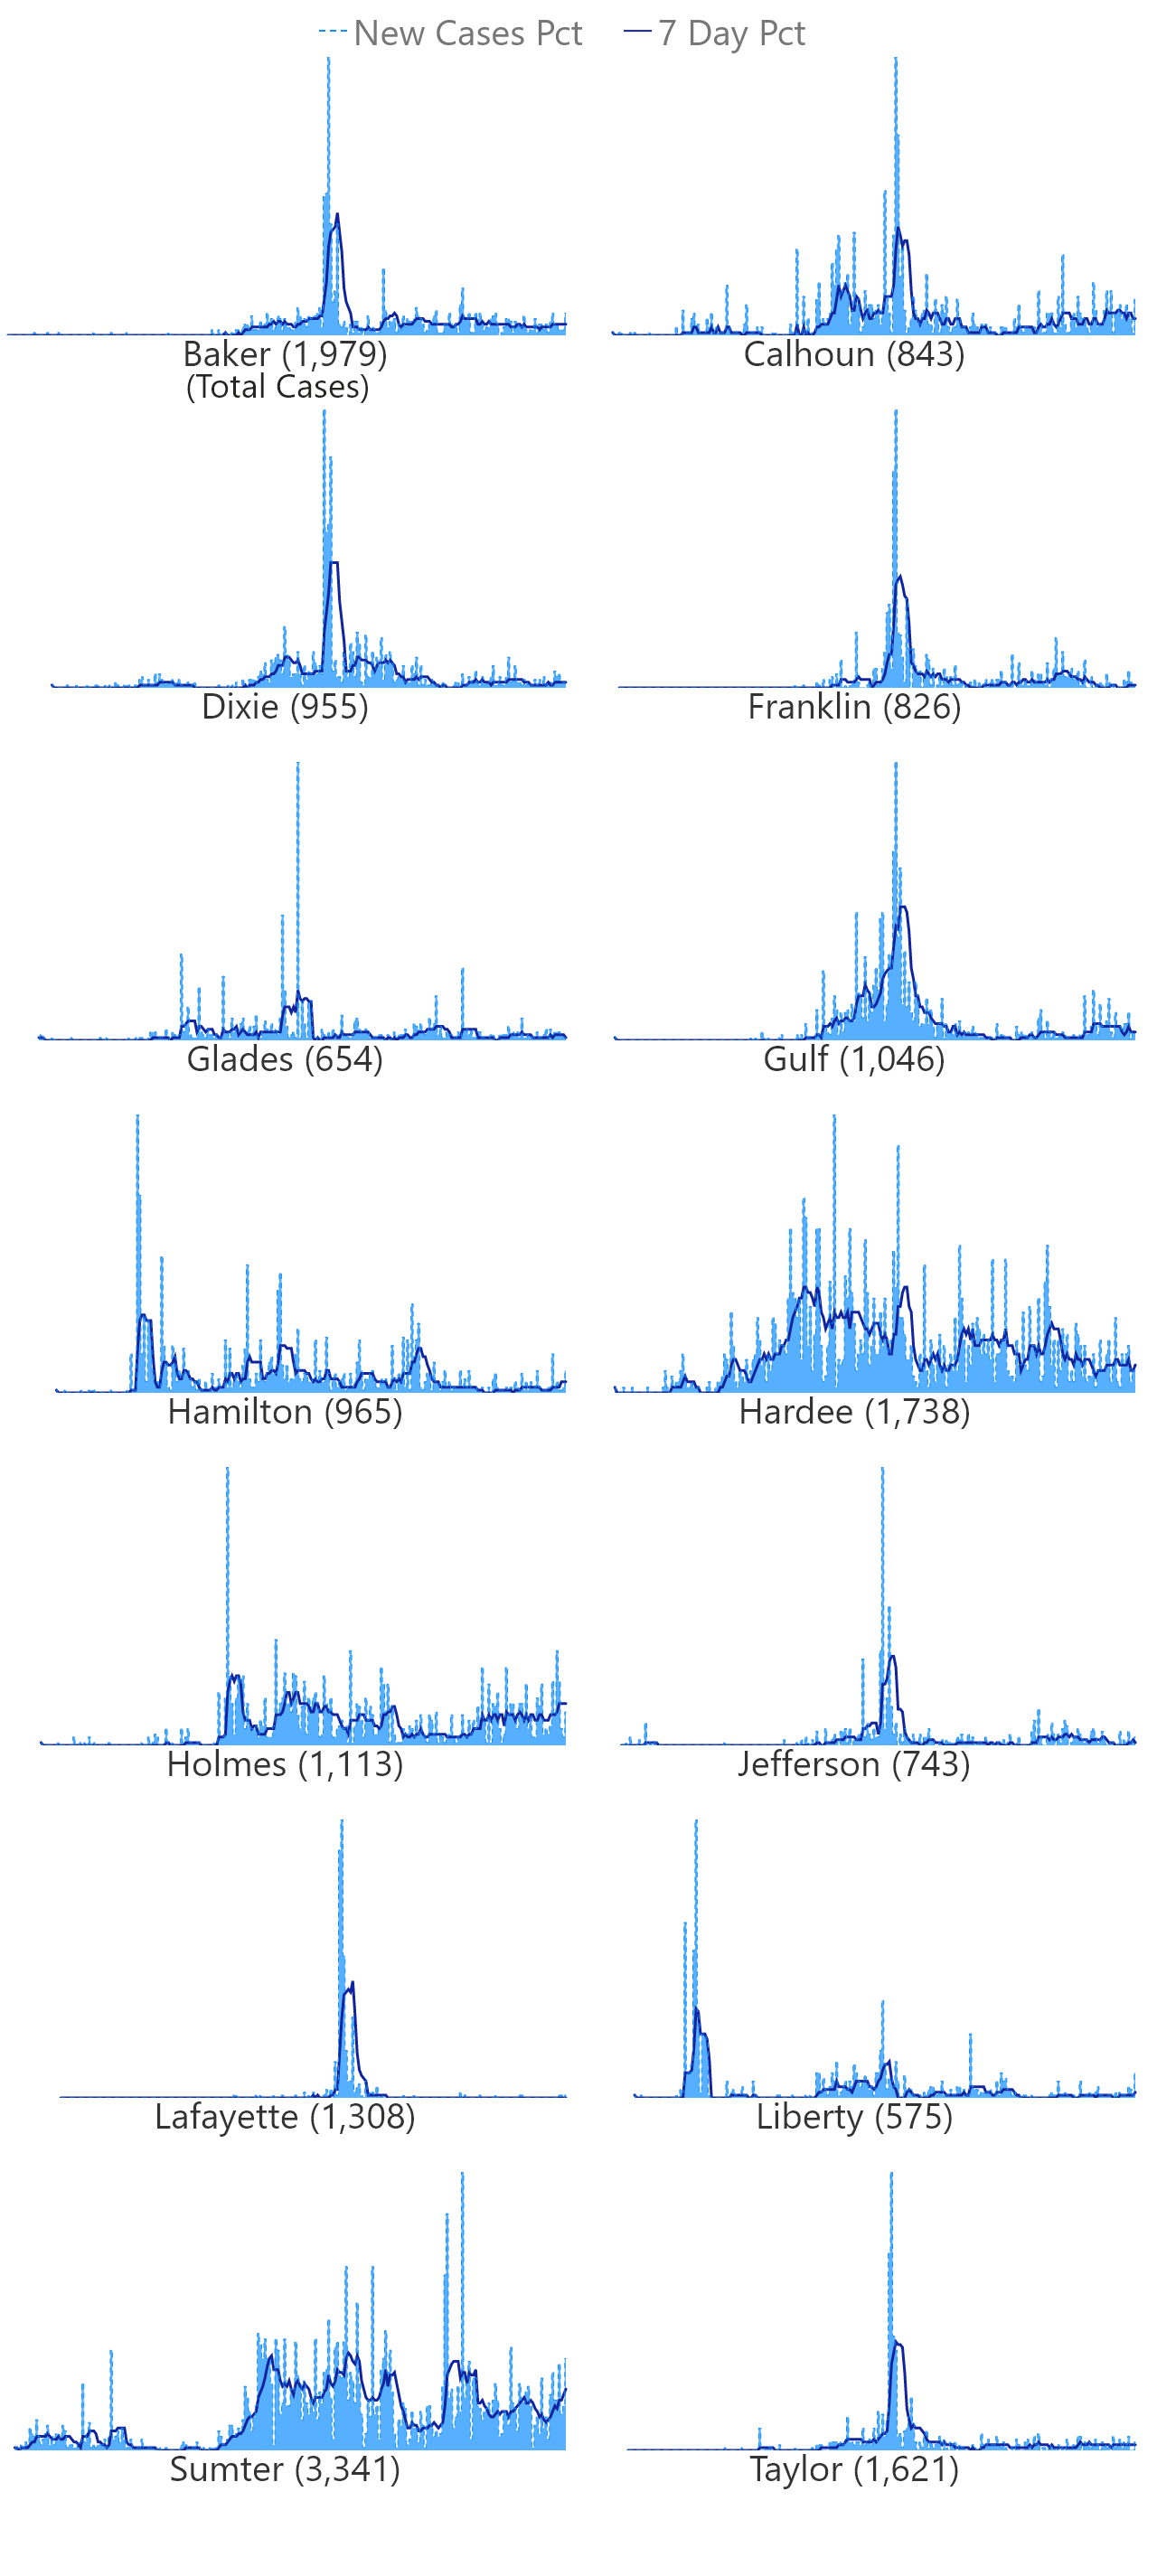 New Cases Pct 7 Day Pct
Baker (1,979)
(Total Cases)
Calhoun (843)
Dixie (955)
Franklin (826)
Glades (654)
Gulf (1,046)
Hamilton (965)
Hardee (1,738)
Holmes (1,113)
Jefferson (743)
Lafayette (1,308)
Liberty (575)
Sumter (3,341)
Taylor (1,621)